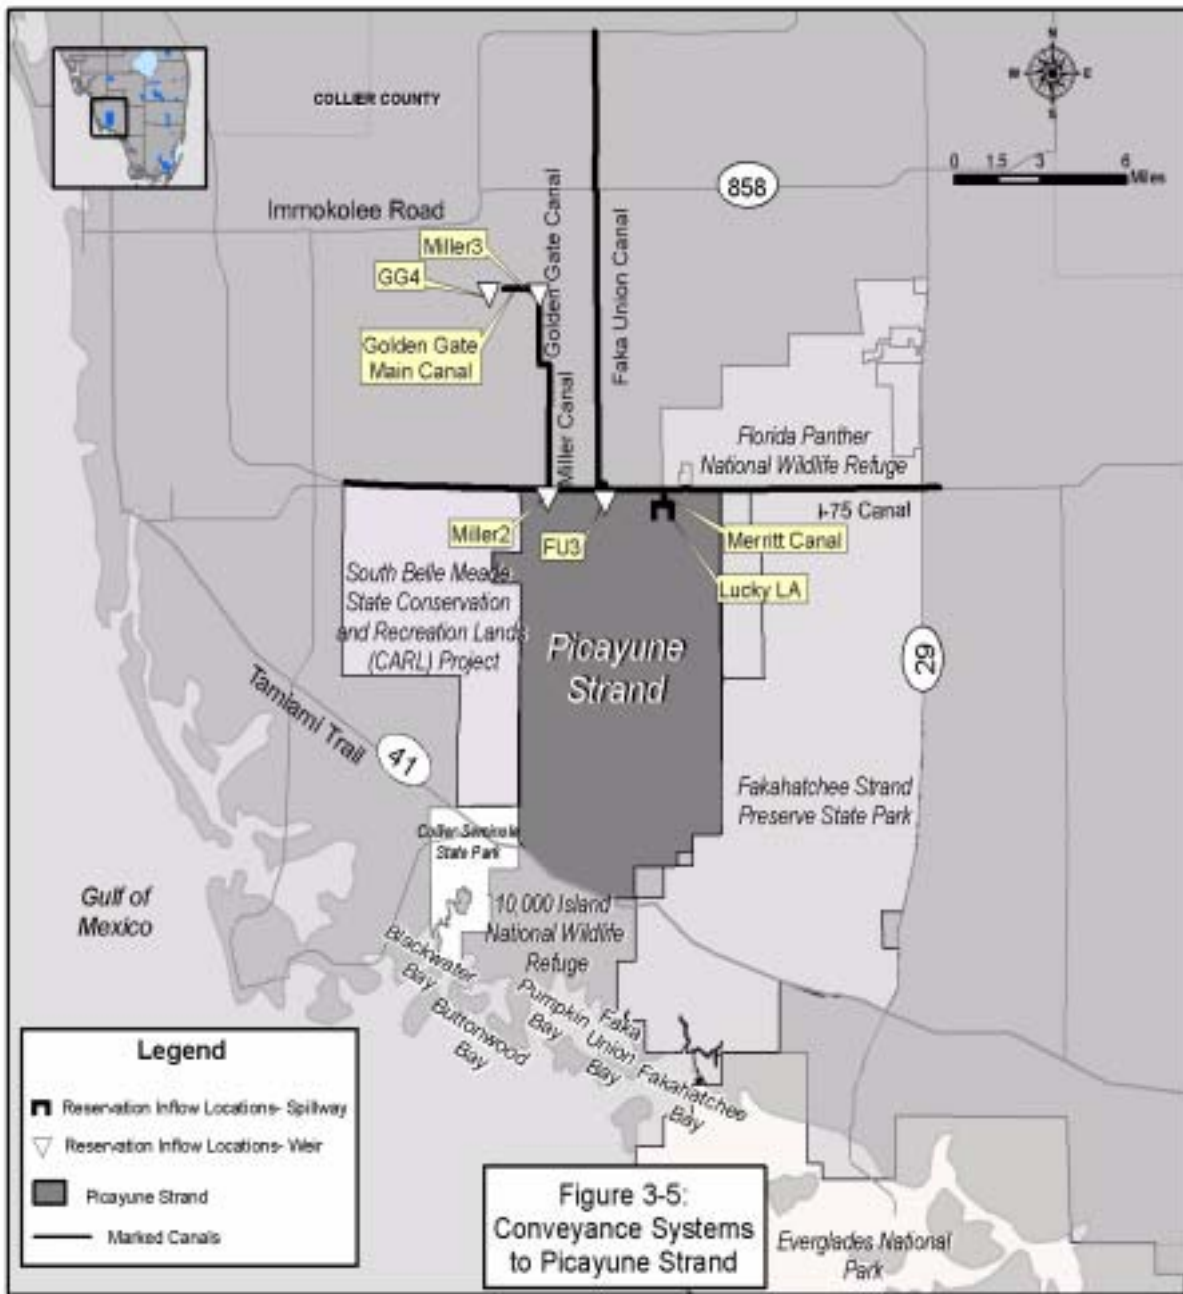 COLLIER COUNTY
N
W
E
S
0 1.5 3 6
Miles
858
Immokolee Road
Miller3
GG4
Golden Gate
Main Canal
Golden Gate Canal
Faka Union Canal
Miller Canal
Florida Panther
National Wildlife Refuge
I-75 Canal
Miller2
FU3
Merritt Canal
Lucky LA
South Belle Meade
State Conservation
and Recreation Lands
(CARL) Project
Picayune
Strand
29
Tamiami Trail
41
Fakahatchee Strand
Preserve State Park
Collier-Seminole
State Park
Gulf of
Mexico
10,000 Island
National Wildlife
Refuge
Blackwater
Bay
Buttonwood
Bay
Pumpkin
Bay
Faka
Union
Bay
Fakahatchee
Bay
Legend
Reservation Inflow Locations- Spillway
Reservation Inflow Locations- Weir
Picayune Strand
Marked Canals
Figure 3-5:
Conveyance Systems
to Picayune Strand
Everglades National
Park